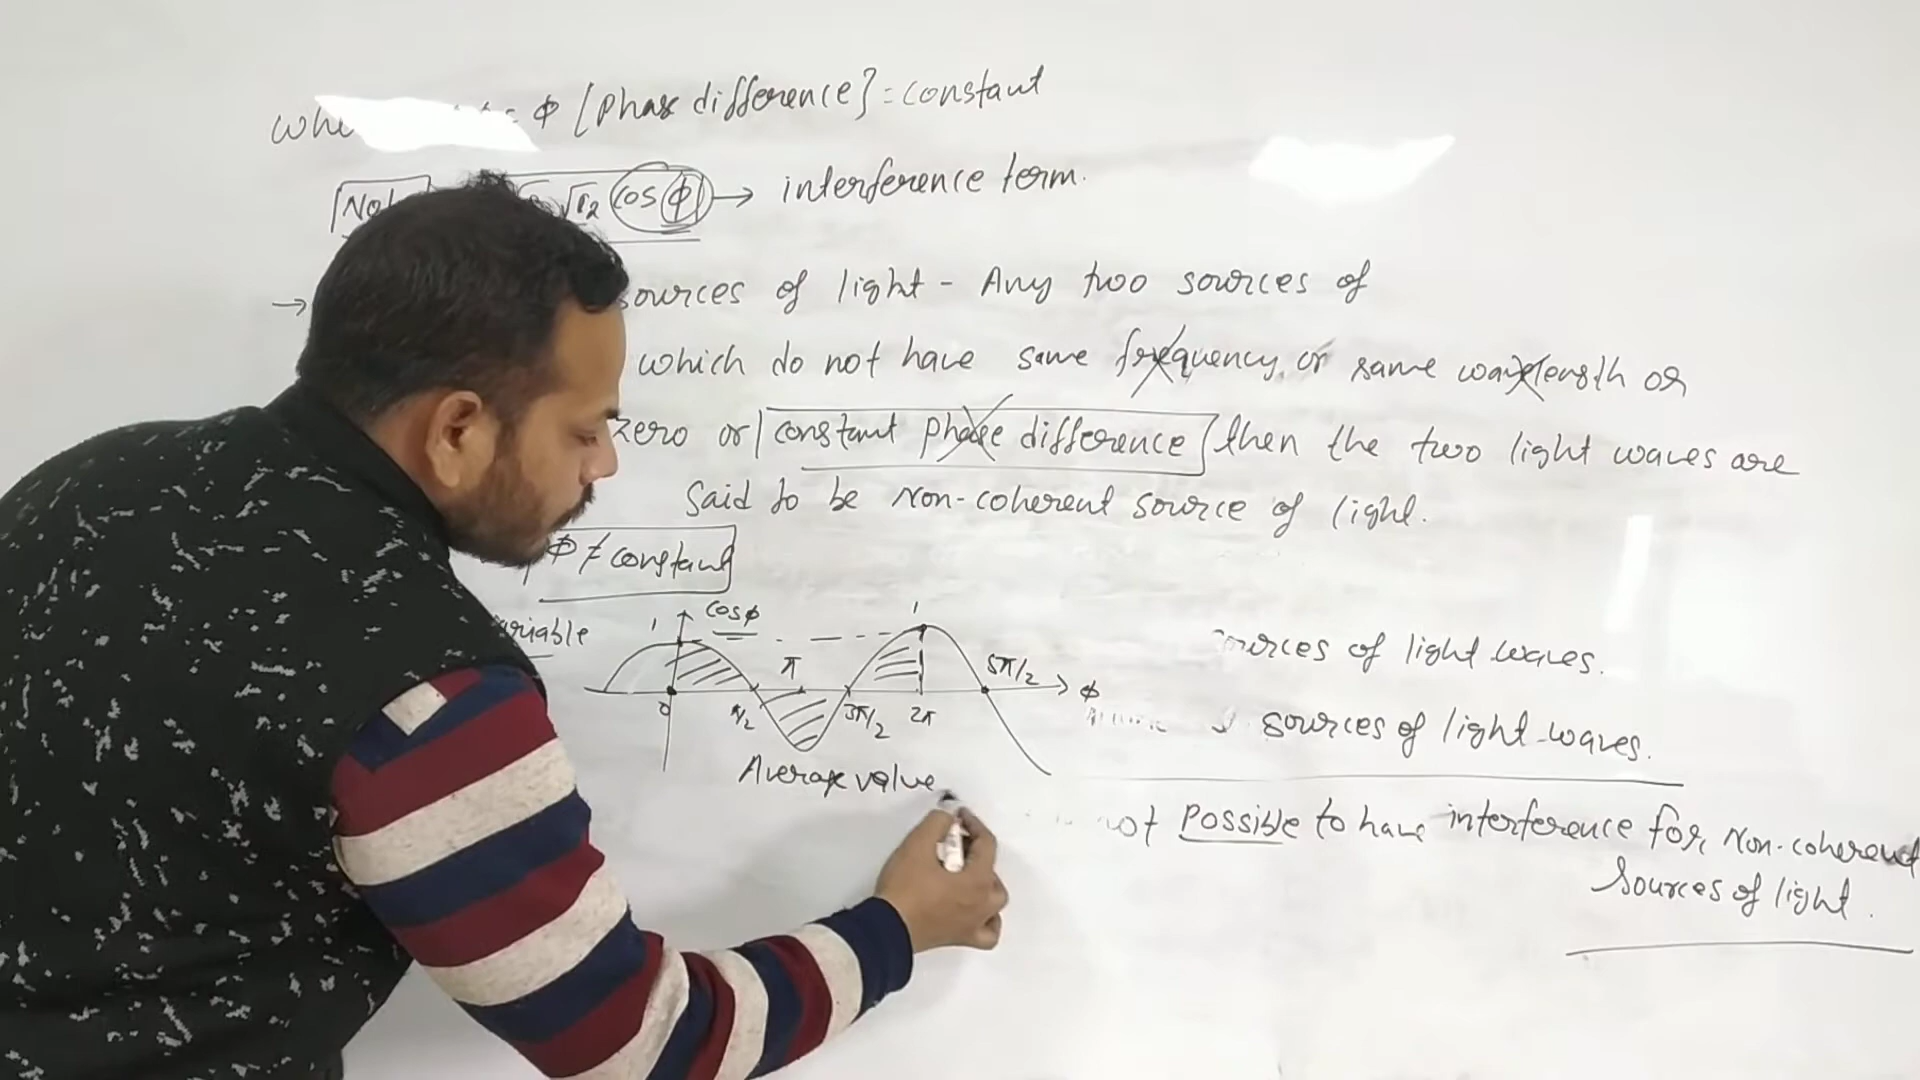 ϕ [Phase difference] = constant
√I2 cos ϕ → interference term.
→ sources of light - Any two sources of
which do not have same frequency or same wavelength or
zero or constant phase difference then the two light waves are
said to be Non-coherent source of light.
ϕ ≠ constant
variable
1 cosϕ 1
π 5π/2 ϕ
0 π/2 3π/2 2π
Average value
sources of light waves.
sources of light waves.
not possible to have interference for Non-coherent
sources of light.